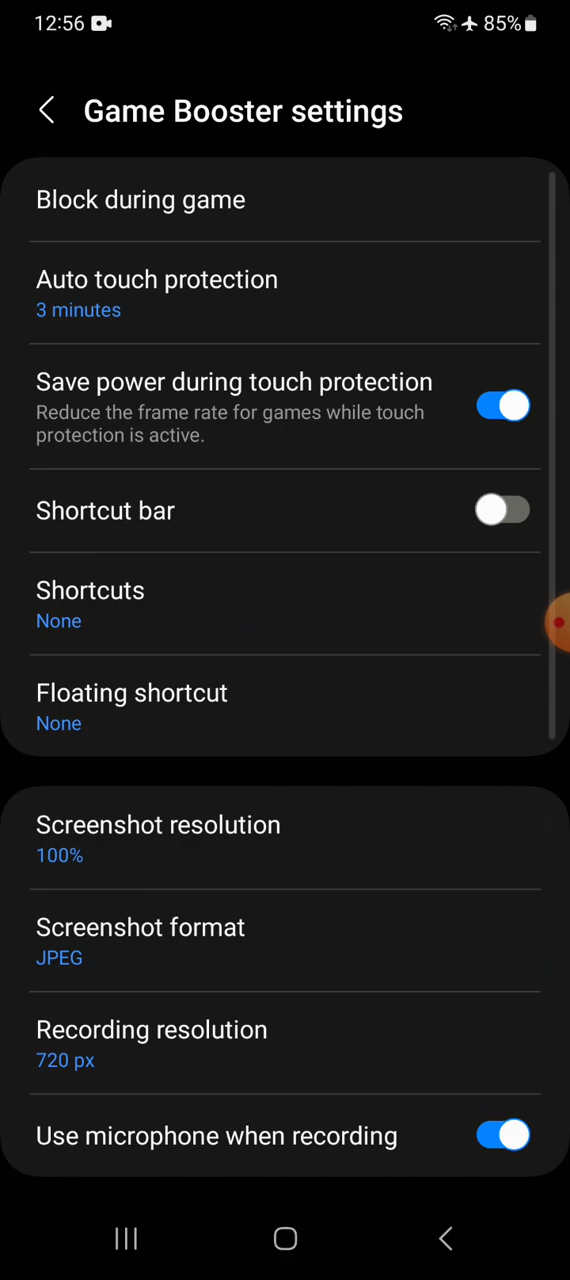 12:56
85%
Game Booster settings
Block during game
Auto touch protection
3 minutes
Save power during touch protection
Reduce the frame rate for games while touch
protection is active.
Shortcut bar
Shortcuts
None
Floating shortcut
None
Screenshot resolution
100%
Screenshot format
JPEG
Recording resolution
720 px
Use microphone when recording